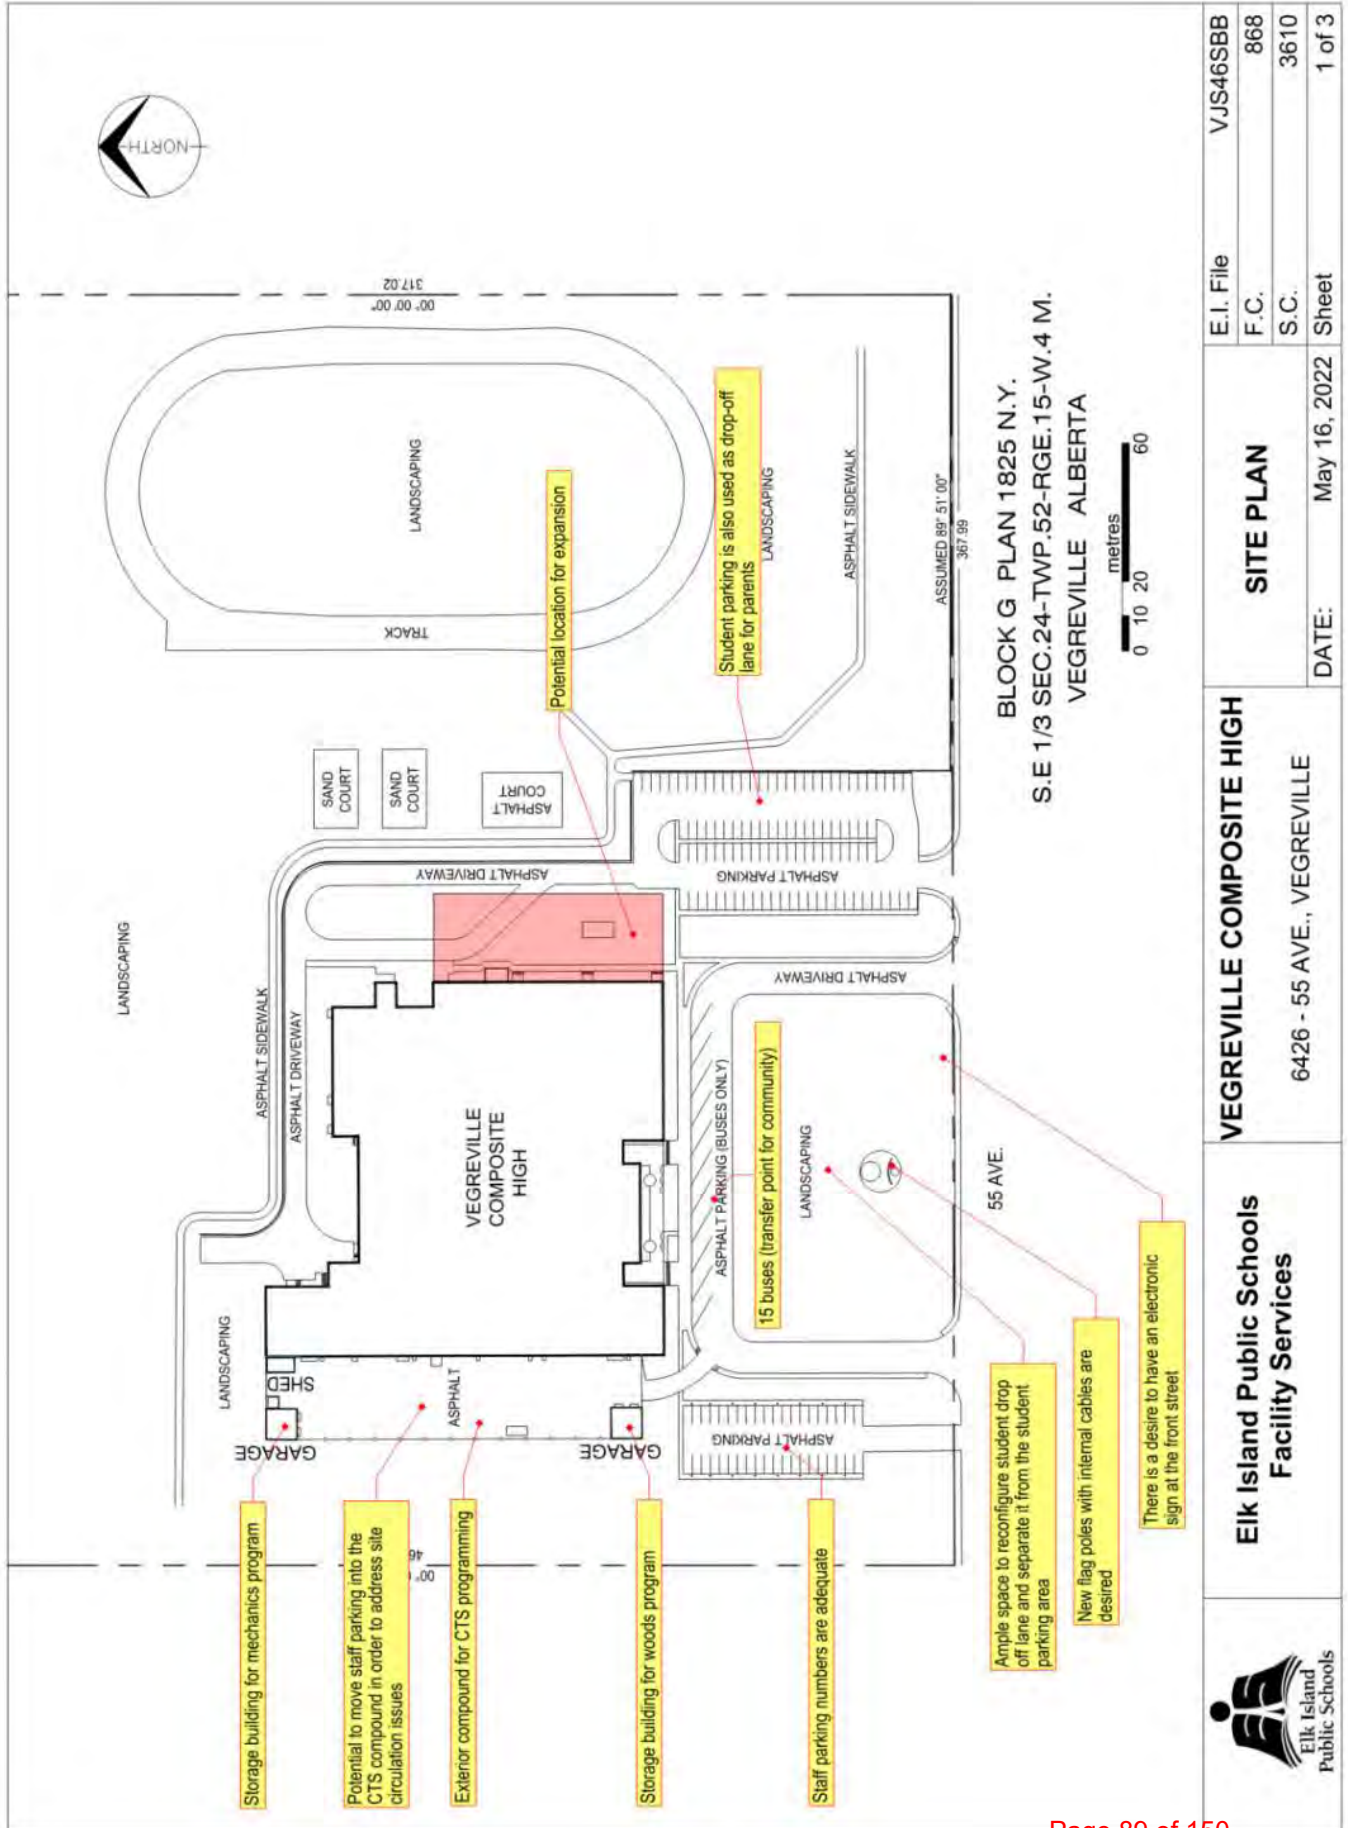 NORTH
LANDSCAPING
ASPHALT SIDEWALK
ASPHALT DRIVEWAY
LANDSCAPING
SHED
GARAGE
GARAGE
ASPHALT
VEGREVILLE
COMPOSITE
HIGH
SAND
COURT
SAND
COURT
ASPHALT
COURT
ASPHALT DRIVEWAY
TRACK
LANDSCAPING
317.02
00° 00' 00"
Storage building for mechanics program
Potential to move staff parking into the
CTS compound in order to address site
circulation issues
Exterior compound for CTS programming
Storage building for woods program
Staff parking numbers are adequate
Potential location for expansion
Student parking is also used as drop-off
lane for parents
LANDSCAPING
ASPHALT SIDEWALK
ASPHALT PARKING
ASPHALT DRIVEWAY
ASPHALT PARKING (BUSES ONLY)
15 buses (transfer point for community)
LANDSCAPING
ASPHALT PARKING
55 AVE.
ASSUMED 89° 51' 00"
367.99
Ample space to reconfigure student drop
off lane and separate it from the student
parking area
New flag poles with internal cables are
desired
There is a desire to have an electronic
sign at the front street
BLOCK G PLAN 1825 N.Y.
S.E 1/3 SEC.24-TWP.52-RGE.15-W.4 M.
VEGREVILLE ALBERTA
metres
0 10 20 60
Elk Island
Public Schools
Elk Island Public Schools
Facility Services
VEGREVILLE COMPOSITE HIGH
6426 - 55 AVE., VEGREVILLE
SITE PLAN
DATE: May 16, 2022
E.I. File VJS46SBB
F.C. 868
S.C. 3610
Sheet 1 of 3
Page 89 of 150